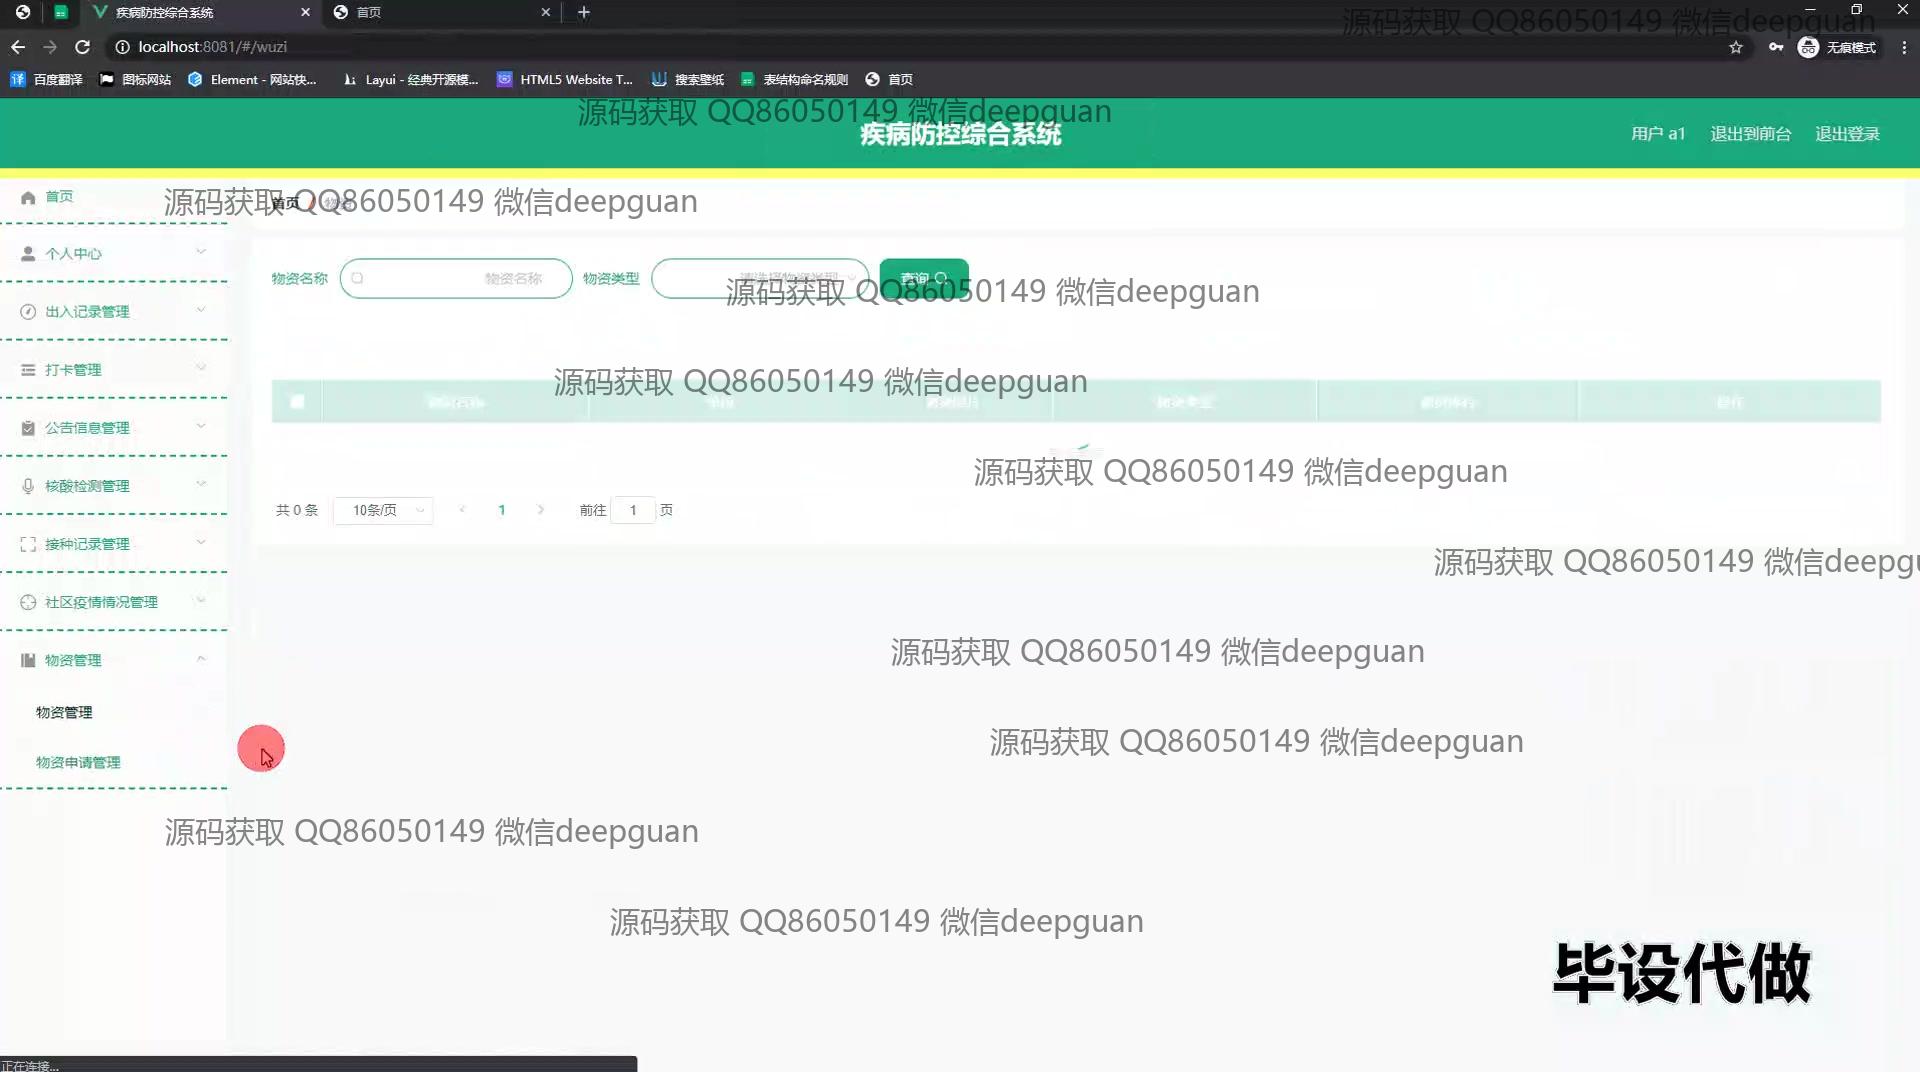 疾病防控综合系统
首页
源码获取 QQ86050149 微信deepguan
localhost:8081/#/wuzi
无痕模式
百度翻译
图标网站
Element - 网站快...
Layui - 经典开源模...
HTML5 Website T...
搜索壁纸
表结构命名规则
首页
源码获取 QQ86050149 微信deepguan
疾病防控综合系统
用户 a1
退出到前台
退出登录
首页
源码获取 QQ86050149 微信deepguan
首页 / 物资
个人中心
物资名称
物资名称
物资类型
请选择物资类型
查询
源码获取 QQ86050149 微信deepguan
出入记录管理
打卡管理
源码获取 QQ86050149 微信deepguan
公告信息管理
源码获取 QQ86050149 微信deepguan
核酸检测管理
共 0 条
10条/页
1
前往 1 页
接种记录管理
源码获取 QQ86050149 微信deepgu
社区疫情情况管理
物资管理
源码获取 QQ86050149 微信deepguan
物资管理
源码获取 QQ86050149 微信deepguan
物资申请管理
源码获取 QQ86050149 微信deepguan
源码获取 QQ86050149 微信deepguan
毕设代做
正在连接...